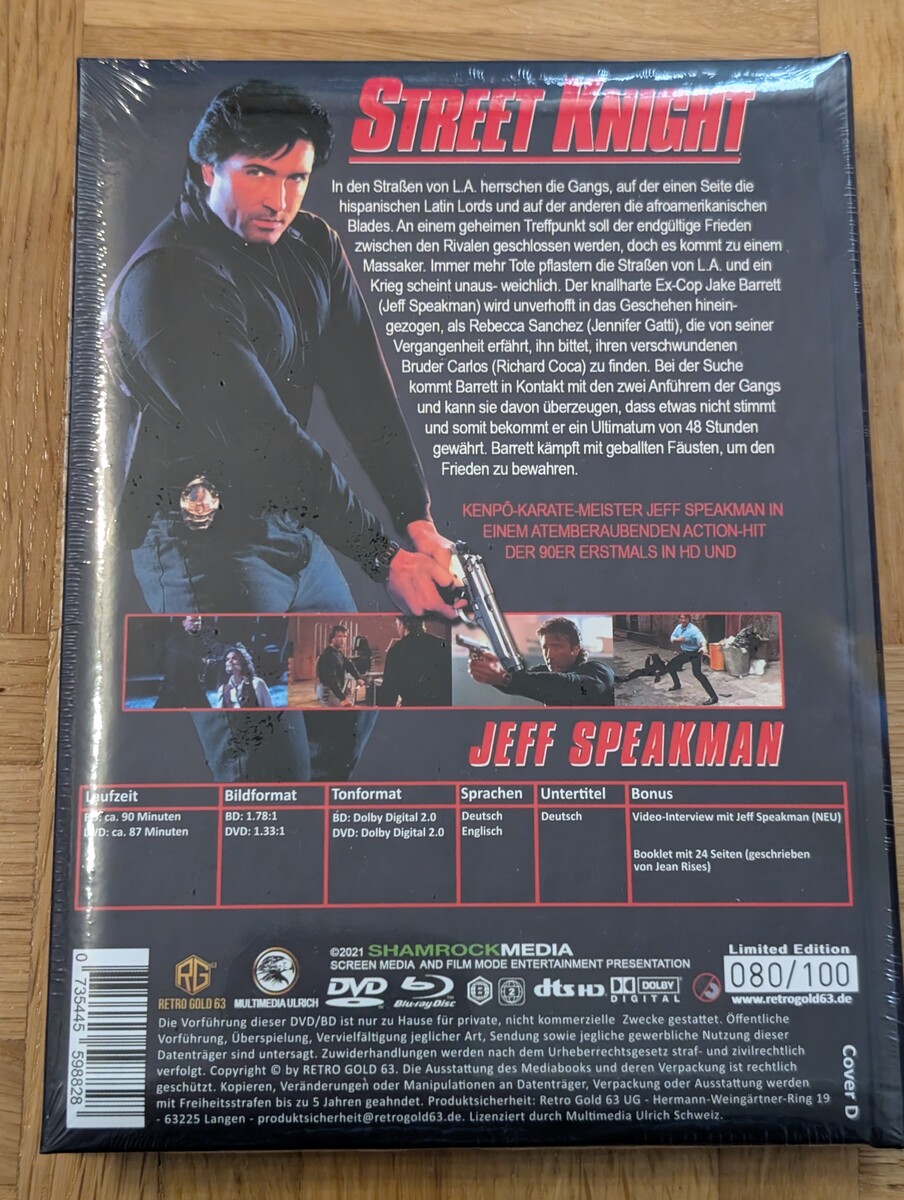 STREET KNIGHT
In den Straßen von L.A. herrschen die Gangs, auf der einen Seite die
hispanischen Latin Lords und auf der anderen die afroamerikanischen
Blades. An einem geheimen Treffpunkt soll der endgültige Frieden
zwischen den Rivalen geschlossen werden, doch es kommt zu einem
Massaker. Immer mehr Tote pflastern die Straßen von L.A. und ein
Krieg scheint unaus- weichlich. Der knallharte Ex-Cop Jake Barrett
(Jeff Speakman) wird unverhofft in das Geschehen hinein-
gezogen, als Rebecca Sanchez (Jennifer Gatti), die von seiner
Vergangenheit erfährt, ihn bittet, ihren verschwundenen
Bruder Carlos (Richard Coca) zu finden. Bei der Suche
kommt Barrett in Kontakt mit den zwei Anführern der Gangs
und kann sie davon überzeugen, dass etwas nicht stimmt
und somit bekommt er ein Ultimatum von 48 Stunden
gewährt. Barrett kämpft mit geballten Fäusten, um den
Frieden zu bewahren.
KENPŌ-KARATE-MEISTER JEFF SPEAKMAN IN
EINEM ATEMBERAUBENDEN ACTION-HIT
DER 90ER ERSTMALS IN HD UND
JEFF SPEAKMAN
Laufzeit
BD: ca. 90 Minuten
DVD: ca. 87 Minuten
Bildformat
BD: 1.78:1
DVD: 1.33:1
Tonformat
BD: Dolby Digital 2.0
DVD: Dolby Digital 2.0
Sprachen
Deutsch
Englisch
Untertitel
Deutsch
Bonus
Video-Interview mit Jeff Speakman (NEU)
Booklet mit 24 Seiten (geschrieben
von Jean Rises)
0 735445 598828
RG 63
RETRO GOLD 63
MULTIMEDIA ULRICH
©2021 SHAMROCKMEDIA
SCREEN MEDIA AND FILM MODE ENTERTAINMENT PRESENTATION
DVD
VIDEO
Blu-ray Disc
B
2
dts HD
DOLBY
DIGITAL
Limited Edition
080/100
www.retrogold63.de
Die Vorführung dieser DVD/BD ist nur zu Hause für private, nicht kommerzielle Zwecke gestattet. Öffentliche
Vorführung, Überspielung, Vervielfältigung jeglicher Art, Sendung sowie jegliche gewerbliche Nutzung dieser
Datenträger sind untersagt. Zuwiderhandlungen werden nach dem Urheberrechtsgesetz straf- und zivilrechtlich
verfolgt. Copyright © by RETRO GOLD 63. Die Ausstattung des Mediabooks und deren Verpackung ist rechtlich
geschützt. Kopieren, Veränderungen oder Manipulationen an Datenträger, Verpackung oder Ausstattung werden
mit Freiheitsstrafen bis zu 5 Jahren geahndet. Produktsicherheit: Retro Gold 63 UG - Hermann-Weingärtner-Ring 19
- 63225 Langen - produktsicherheit@retrogold63.de. Lizenziert durch Multimedia Ulrich Schweiz.
Cover D